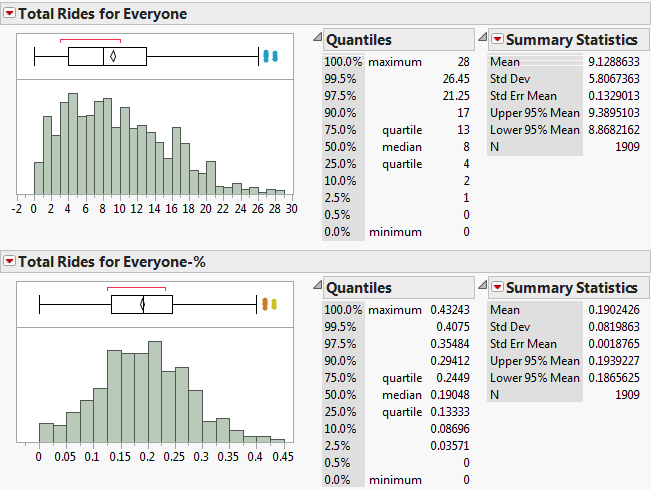 Total Rides for Everyone
-2 0 2 4 6 8 10 12 14 16 18 20 22 24 26 28 30
Quantiles
100.0% maximum 28
99.5% 26.45
97.5% 21.25
90.0% 17
75.0% quartile 13
50.0% median 8
25.0% quartile 4
10.0% 2
2.5% 1
0.5% 0
0.0% minimum 0
Summary Statistics
Mean 9.1288633
Std Dev 5.8067363
Std Err Mean 0.1329013
Upper 95% Mean 9.3895103
Lower 95% Mean 8.8682162
N 1909
Total Rides for Everyone-%
0 0.05 0.1 0.15 0.2 0.25 0.3 0.35 0.4 0.45
Quantiles
100.0% maximum 0.43243
99.5% 0.4075
97.5% 0.35484
90.0% 0.29412
75.0% quartile 0.2449
50.0% median 0.19048
25.0% quartile 0.13333
10.0% 0.08696
2.5% 0.03571
0.5% 0
0.0% minimum 0
Summary Statistics
Mean 0.1902426
Std Dev 0.0819863
Std Err Mean 0.0018765
Upper 95% Mean 0.1939227
Lower 95% Mean 0.1865625
N 1909